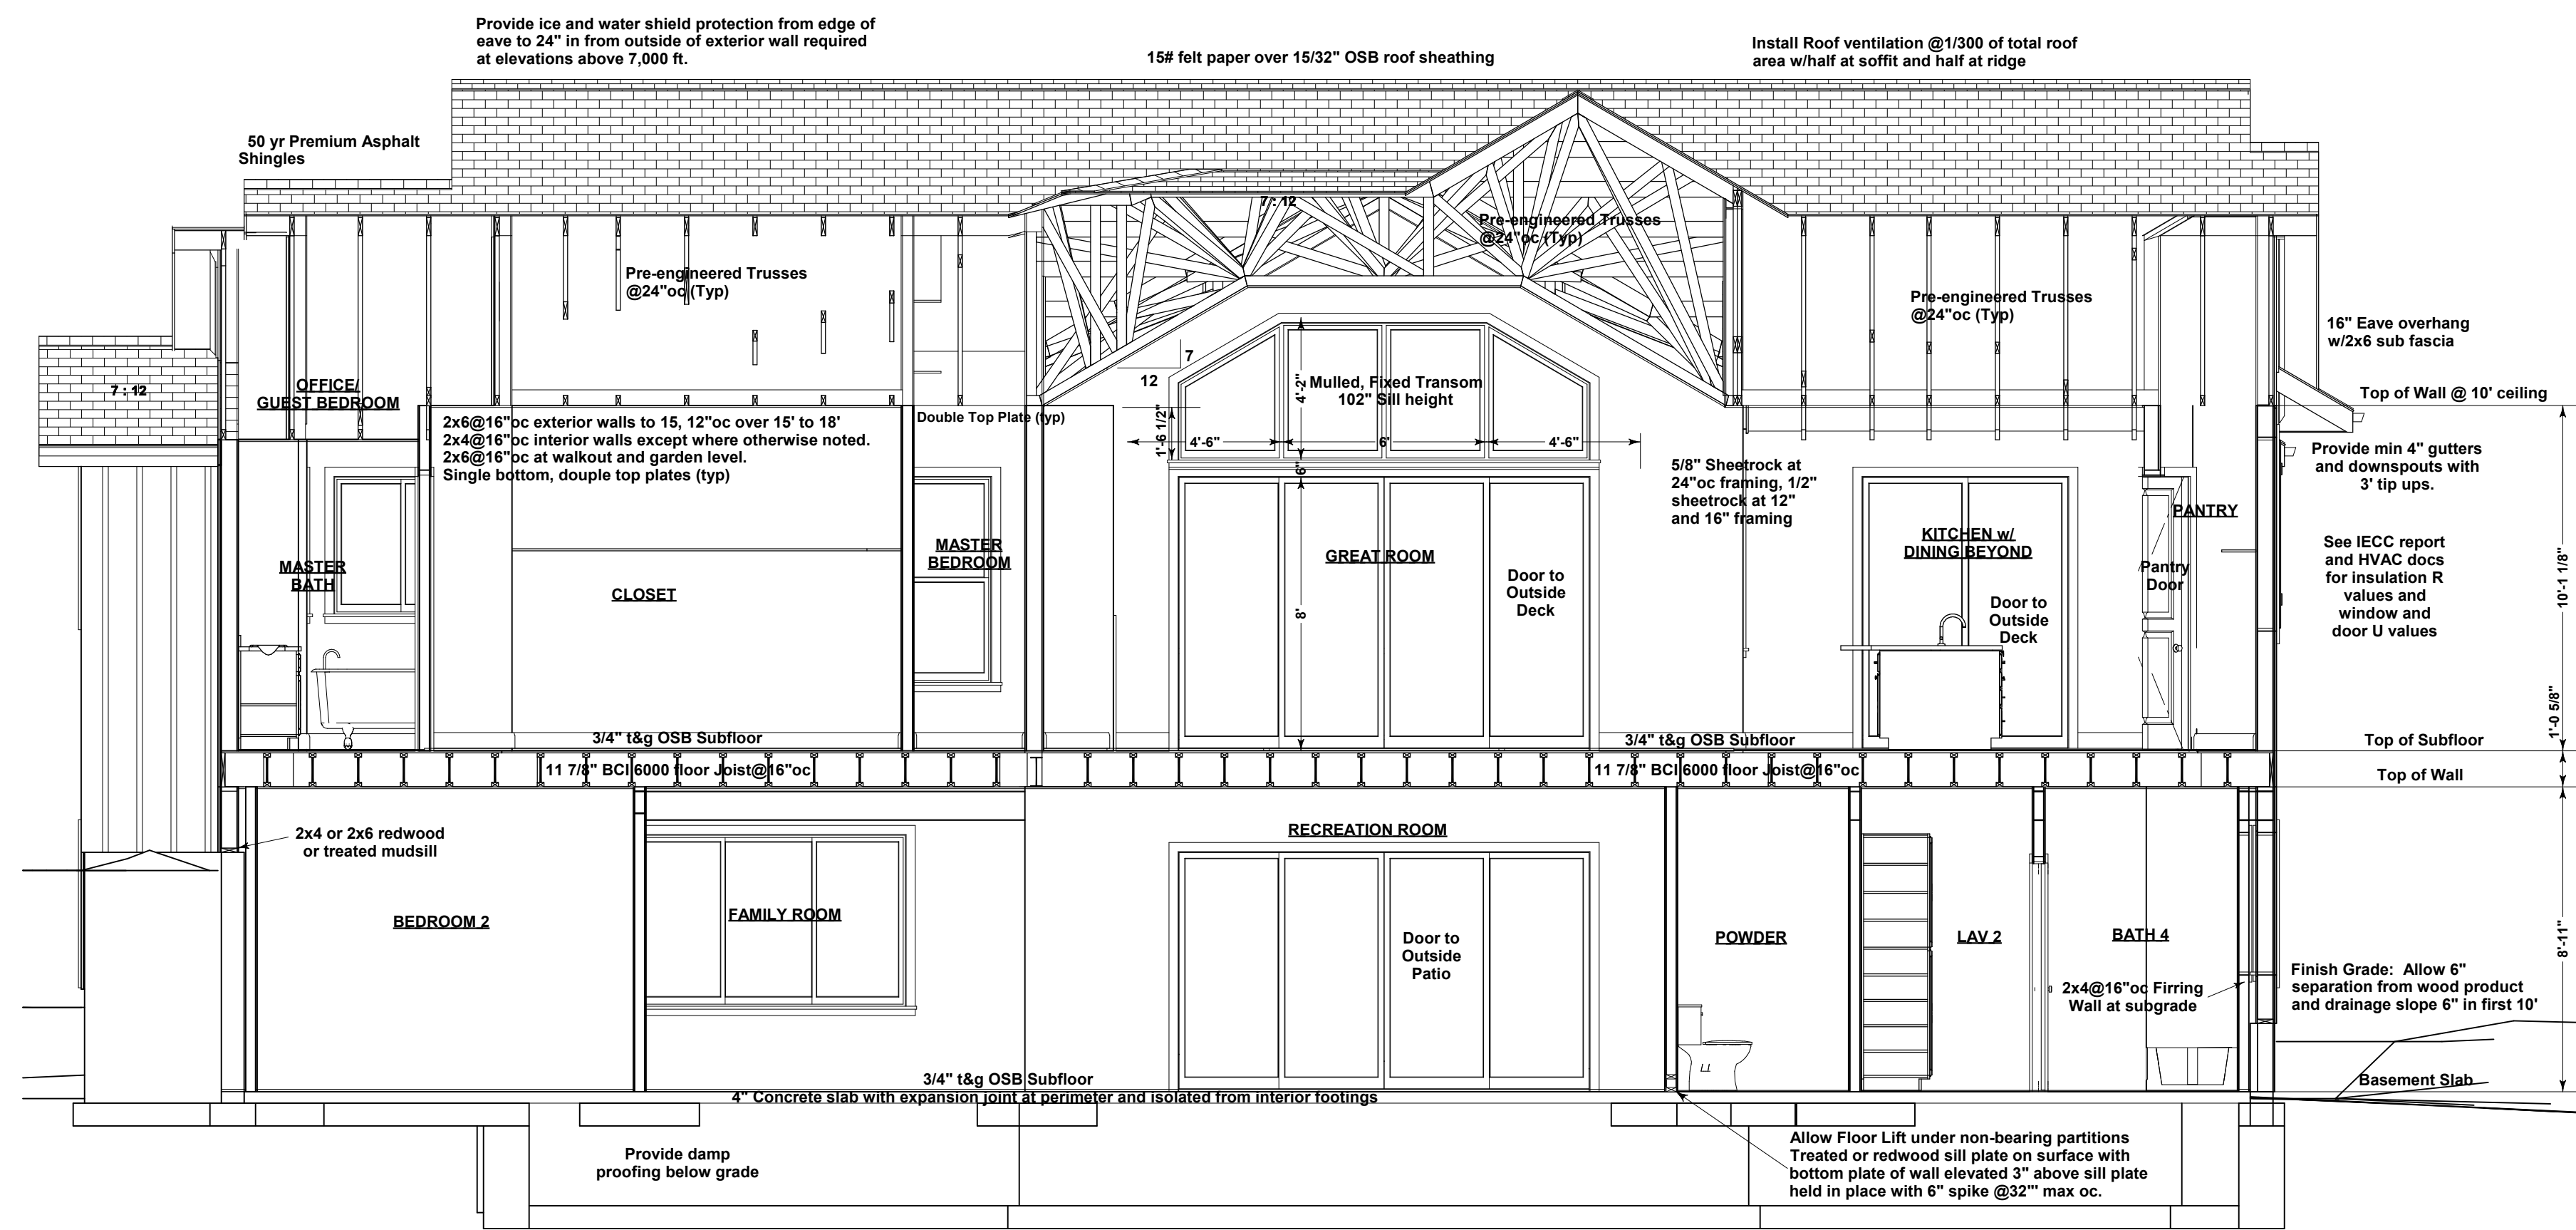 Provide ice and water shield protection from edge of
eave to 24" in from outside of exterior wall required
at elevations above 7,000 ft.
15# felt paper over 15/32" OSB roof sheathing
Install Roof ventilation @1/300 of total roof
area w/half at soffit and half at ridge
50 yr Premium Asphalt
Shingles
7 : 12
Pre-engineered Trusses
@24"oc (Typ)
Pre-engineered Trusses
@24"oc (Typ)
Pre-engineered Trusses
@24"oc (Typ)
16" Eave overhang
w/2x6 sub fascia
7 : 12
OFFICE/
GUEST BEDROOM
7
12
4'-2"
Mulled, Fixed Transom
102" Sill height
Top of Wall @ 10' ceiling
2x6@16"oc exterior walls to 15, 12"oc over 15' to 18'
2x4@16"oc interior walls except where otherwise noted.
2x6@16"oc at walkout and garden level.
Single bottom, douple top plates (typ)
Double Top Plate (typ)
1'-6 1/2"
4'-6"
6'
4'-6"
6"
5/8" Sheetrock at
24"oc framing, 1/2"
sheetrock at 12"
and 16" framing
Provide min 4" gutters
and downspouts with
3' tip ups.
PANTRY
MASTER
BATH
CLOSET
MASTER
BEDROOM
GREAT ROOM
8'
Door to
Outside
Deck
KITCHEN w/
DINING BEYOND
Door to
Outside
Deck
Pantry
Door
See IECC report
and HVAC docs
for insulation R
values and
window and
door U values
10'-1 1/8"
1'-0 5/8"
3/4" t&g OSB Subfloor
3/4" t&g OSB Subfloor
Top of Subfloor
11 7/8" BCI 6000 floor Joist@16"oc
11 7/8" BCI 6000 floor Joist@16"oc
Top of Wall
2x4 or 2x6 redwood
or treated mudsill
RECREATION ROOM
BEDROOM 2
FAMILY ROOM
Door to
Outside
Patio
POWDER
LAV 2
BATH 4
8'-11"
2x4@16"oc Firring
Wall at subgrade
Finish Grade: Allow 6"
separation from wood product
and drainage slope 6" in first 10'
3/4" t&g OSB Subfloor
Basement Slab
4" Concrete slab with expansion joint at perimeter and isolated from interior footings
Provide damp
proofing below grade
Allow Floor Lift under non-bearing partitions
Treated or redwood sill plate on surface with
bottom plate of wall elevated 3" above sill plate
held in place with 6" spike @32"' max oc.